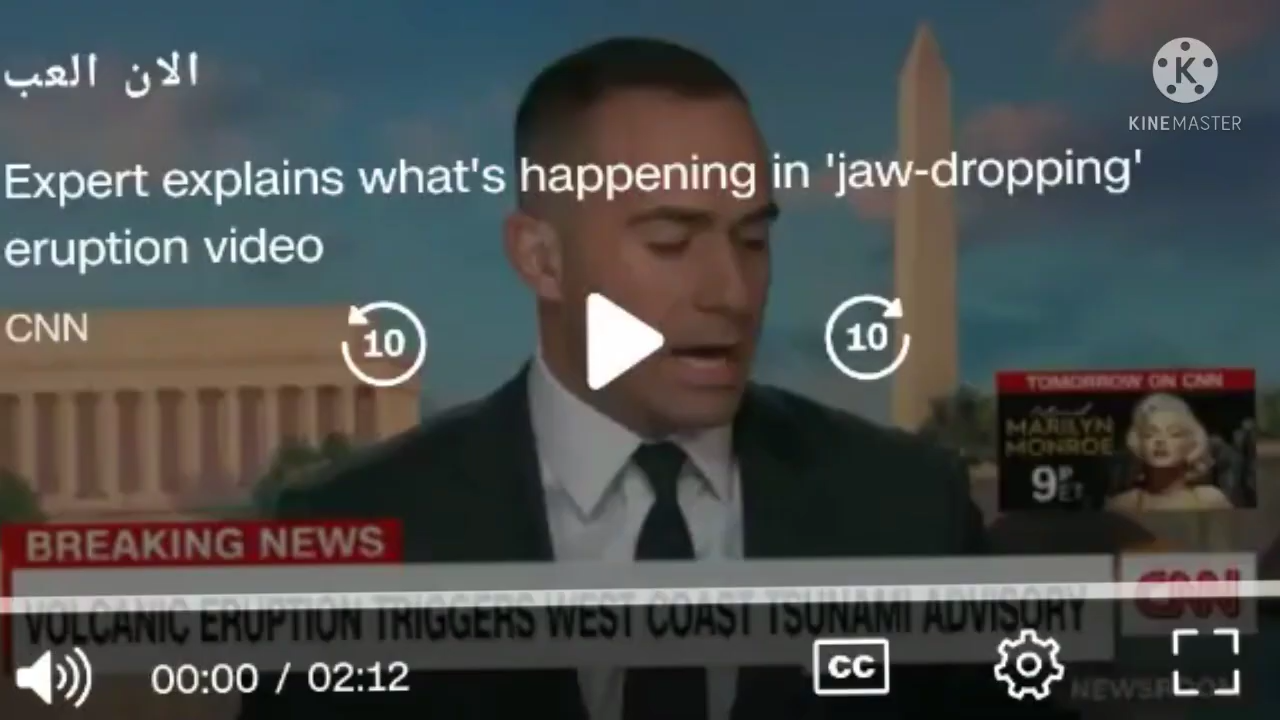 الان العب
KINEMASTER
Expert explains what's happening in 'jaw-dropping'
eruption video
CNN
10
10
TOMORROW ON CNN
MARILYN
MONROE
9P
ET
BREAKING NEWS
VOLCANIC ERUPTION TRIGGERS WEST COAST TSUNAMI ADVISORY
CNN
00:00 / 02:12
CC
NEWSROOM